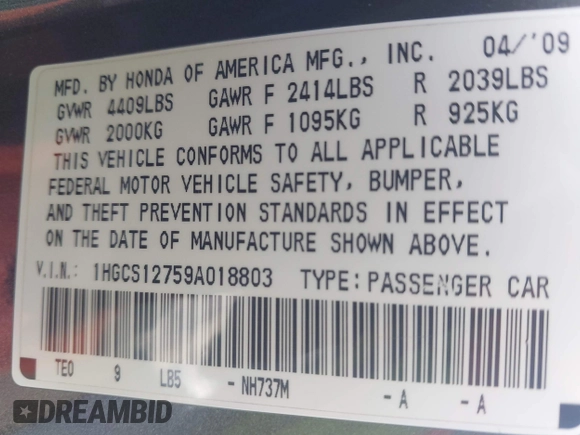 MFD. BY HONDA OF AMERICA MFG., INC. 04/'09
GVWR 4409LBS GAWR F 2414LBS R 2039LBS
GVWR 2000KG GAWR F 1095KG R 925KG
THIS VEHICLE CONFORMS TO ALL APPLICABLE
FEDERAL MOTOR VEHICLE SAFETY, BUMPER,
AND THEFT PREVENTION STANDARDS IN EFFECT
ON THE DATE OF MANUFACTURE SHOWN ABOVE.
V.I.N.: 1HGCS12759A018803 TYPE: PASSENGER CAR
TE0 9 LB5 - NH737M - A - A
DREAMBID